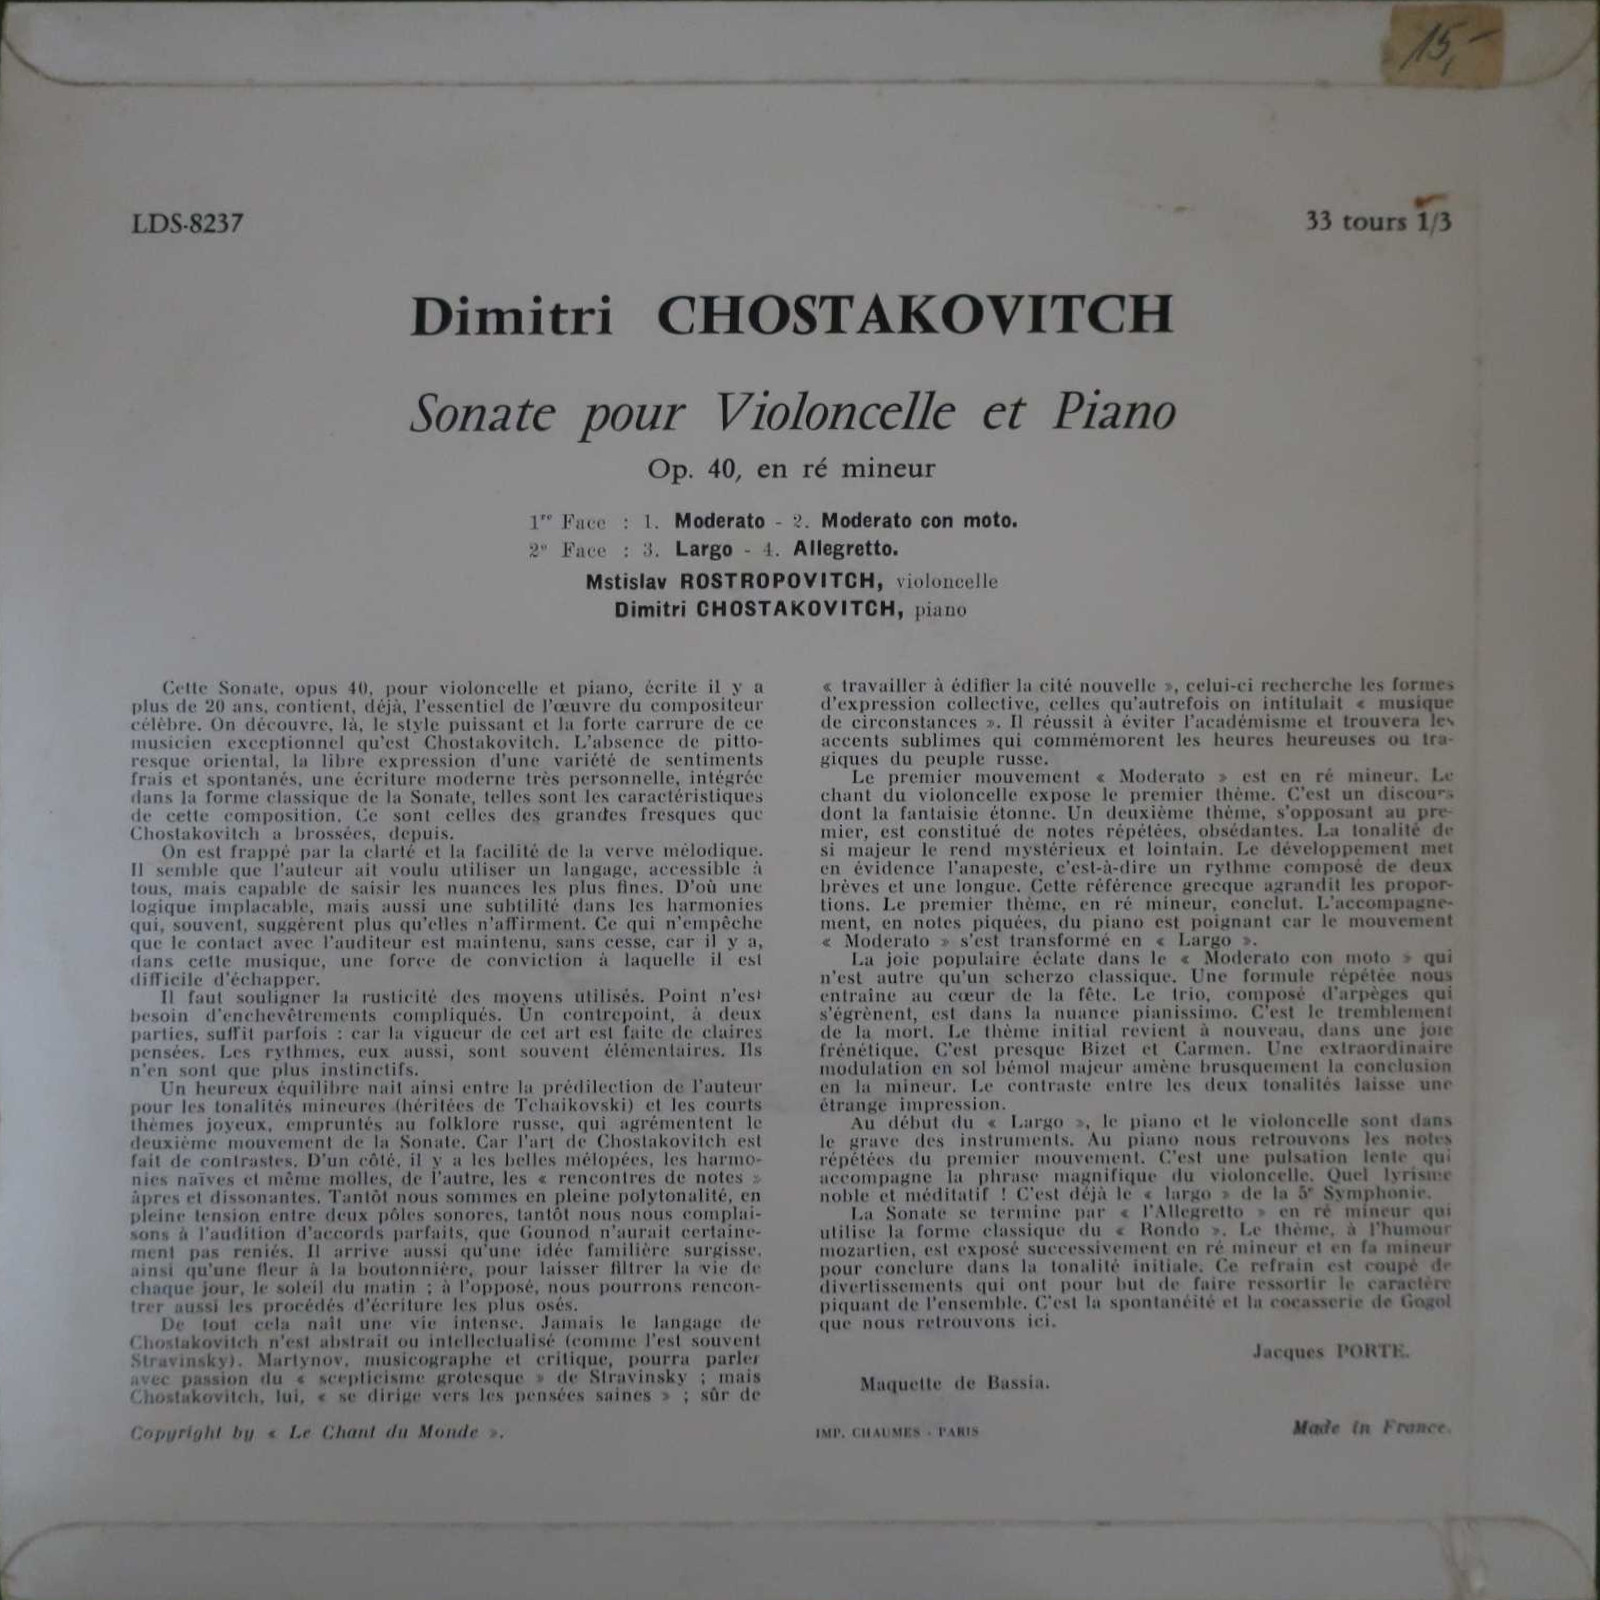 15,-
LDS-8237
33 tours 1/3
Dimitri CHOSTAKOVITCH
Sonate pour Violoncelle et Piano
Op. 40, en ré mineur
1re Face : 1. Moderato - 2. Moderato con moto.
2e Face : 3. Largo - 4. Allegretto.
Mstislav ROSTROPOVITCH, violoncelle
Dimitri CHOSTAKOVITCH, piano
Cette Sonate, opus 40, pour violoncelle et piano, écrite il y a
plus de 20 ans, contient, déjà, l'essentiel de l'œuvre du compositeur
célèbre. On découvre, là, le style puissant et la forte carrure de ce
musicien exceptionnel qu'est Chostakovitch. L'absence de pitto-
resque oriental, la libre expression d'une variété de sentiments
frais et spontanés, une écriture moderne très personnelle, intégrée
dans la forme classique de la Sonate, telles sont les caractéristiques
de cette composition. Ce sont celles des grandes fresques que
Chostakovitch a brossées, depuis.
On est frappé par la clarté et la facilité de la verve mélodique.
Il semble que l'auteur ait voulu utiliser un langage, accessible à
tous, mais capable de saisir les nuances les plus fines. D'où une
logique implacable, mais aussi une subtilité dans les harmonies
qui, souvent, suggèrent plus qu'elles n'affirment. Ce qui n'empêche
que le contact avec l'auditeur est maintenu, sans cesse, car il y a,
dans cette musique, une force de conviction à laquelle il est
difficile d'échapper.
Il faut souligner la rusticité des moyens utilisés. Point n'est
besoin d'enchevêtrements compliqués. Un contrepoint, à deux
parties, suffit parfois : car la vigueur de cet art est faite de claires
pensées. Les rythmes, eux aussi, sont souvent élémentaires. Ils
n'en sont que plus instinctifs.
Un heureux équilibre nait ainsi entre la prédilection de l'auteur
pour les tonalités mineures (héritées de Tchaikovski) et les courts
thèmes joyeux, empruntés au folklore russe, qui agrémentent le
deuxième mouvement de la Sonate. Car l'art de Chostakovitch est
fait de contrastes. D'un côté, il y a les belles mélopées, les harmo-
nies naïves et même molles, de l'autre, les « rencontres de notes »
âpres et dissonantes. Tantôt nous sommes en pleine polytonalité, en
pleine tension entre deux pôles sonores, tantôt nous nous complai-
sons à l'audition d'accords parfaits, que Gounod n'aurait certaine-
ment pas reniés. Il arrive aussi qu'une idée familière surgisse,
ainsi qu'une fleur à la boutonnière, pour laisser filtrer la vie de
chaque jour, le soleil du matin ; à l'opposé, nous pourrons rencon-
trer aussi les procédés d'écriture les plus osés.
De tout cela naît une vie intense. Jamais le langage de
Chostakovitch n'est abstrait ou intellectualisé (comme l'est souvent
Stravinsky). Martynov, musicographe et critique, pourra parler
avec passion du « scepticisme grotesque » de Stravinsky ; mais
Chostakovitch, lui, « se dirige vers les pensées saines » ; sûr de
« travailler à édifier la cité nouvelle », celui-ci recherche les formes
d'expression collective, celles qu'autrefois on intitulait « musique
de circonstances ». Il réussit à éviter l'académisme et trouvera les
accents sublimes qui commémorent les heures heureuses ou tra-
giques du peuple russe.
Le premier mouvement « Moderato » est en ré mineur. Le
chant du violoncelle expose le premier thème. C'est un discours
dont la fantaisie étonne. Un deuxième thème, s'opposant au pre-
mier, est constitué de notes répétées, obsédantes. La tonalité de
si majeur le rend mystérieux et lointain. Le développement met
en évidence l'anapeste, c'est-à-dire un rythme composé de deux
brèves et une longue. Cette référence grecque agrandit les propor-
tions. Le premier thème, en ré mineur, conclut. L'accompagne-
ment, en notes piquées, du piano est poignant car le mouvement
« Moderato » s'est transformé en « Largo ».
La joie populaire éclate dans le « Moderato con moto » qui
n'est autre qu'un scherzo classique. Une formule répétée nous
entraine au cœur de la fête. Le trio, composé d'arpèges qui
s'égrènent, est dans la nuance pianissimo. C'est le tremblement
de la mort. Le thème initial revient à nouveau, dans une joie
frénétique. C'est presque Bizet et Carmen. Une extraordinaire
modulation en sol bémol majeur amène brusquement la conclusion
en la mineur. Le contraste entre les deux tonalités laisse une
étrange impression.
Au début du « Largo », le piano et le violoncelle sont dans
le grave des instruments. Au piano nous retrouvons les notes
répétées du premier mouvement. C'est une pulsation lente qui
accompagne la phrase magnifique du violoncelle. Quel lyrisme
noble et méditatif ! C'est déjà le « largo » de la 5e Symphonie.
La Sonate se termine par « l'Allegretto » en ré mineur qui
utilise la forme classique du « Rondo ». Le thème, à l'humour
mozartien, est exposé successivement en ré mineur et en fa mineur
pour conclure dans la tonalité initiale. Ce refrain est coupé de
divertissements qui ont pour but de faire ressortir le caractère
piquant de l'ensemble. C'est la spontanéité et la cocasserie de Gogol
que nous retrouvons ici.
Jacques PORTE.
Maquette de Bassia.
Copyright by « Le Chant du Monde ».
IMP. CHAUMES - PARIS
Made in France.